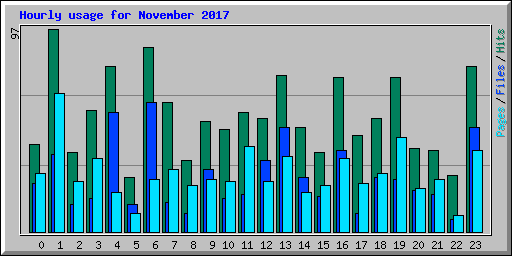 Hourly usage for November 2017
97
0 1 2 3 4 5 6 7 8 9 10 11 12 13 14 15 16 17 18 19 20 21 22 23
Pages / Files / Hits